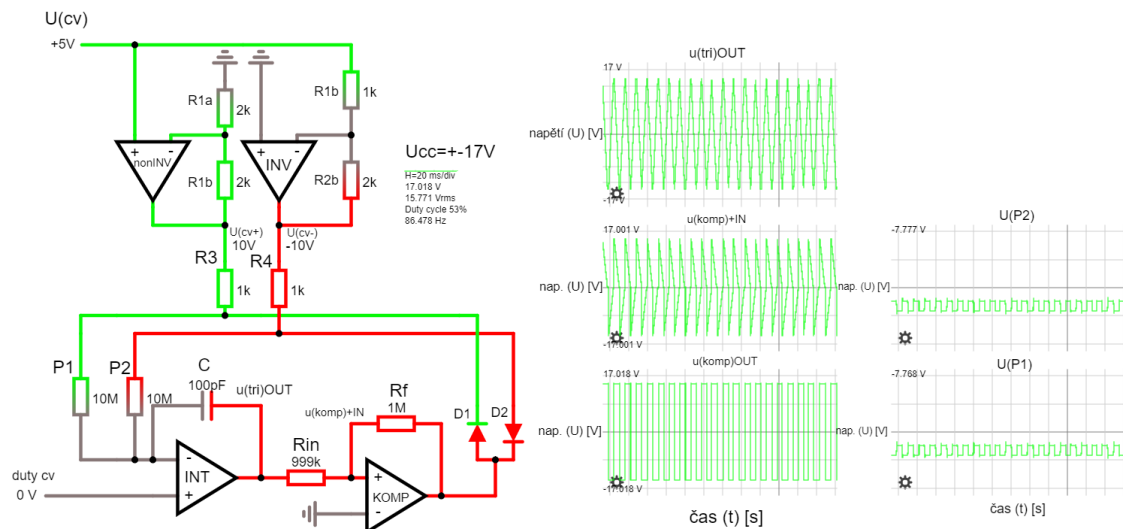 U(cv)
+5V
R1a
2k
R1b
1k
+
-
nonINV
+
-
INV
R1b
2k
R2b
2k
Ucc=+-17V
H=20 ms/div
17.018 V
15.771 Vrms
Duty cycle 53%
86.478 Hz
U(cv+)
10V
U(cv-)
-10V
R3
1k
R4
1k
P1
10M
P2
10M
C
100pF
u(tri)OUT
Rf
1M
u(komp)+IN
D1
D2
Rin
999k
-
INT
+
+
KOMP
-
duty cv
0 V
u(tri)OUT
17 V
napětí (U) [V]
-17 V
u(komp)+IN
17.001 V
nap. (U) [V]
-17.001 V
u(komp)OUT
17.018 V
nap. (U) [V]
-17.018 V
čas (t) [s]
U(P2)
-7.777 V
nap. (U) [V]
U(P1)
-7.768 V
nap. (U) [V]
čas (t) [s]